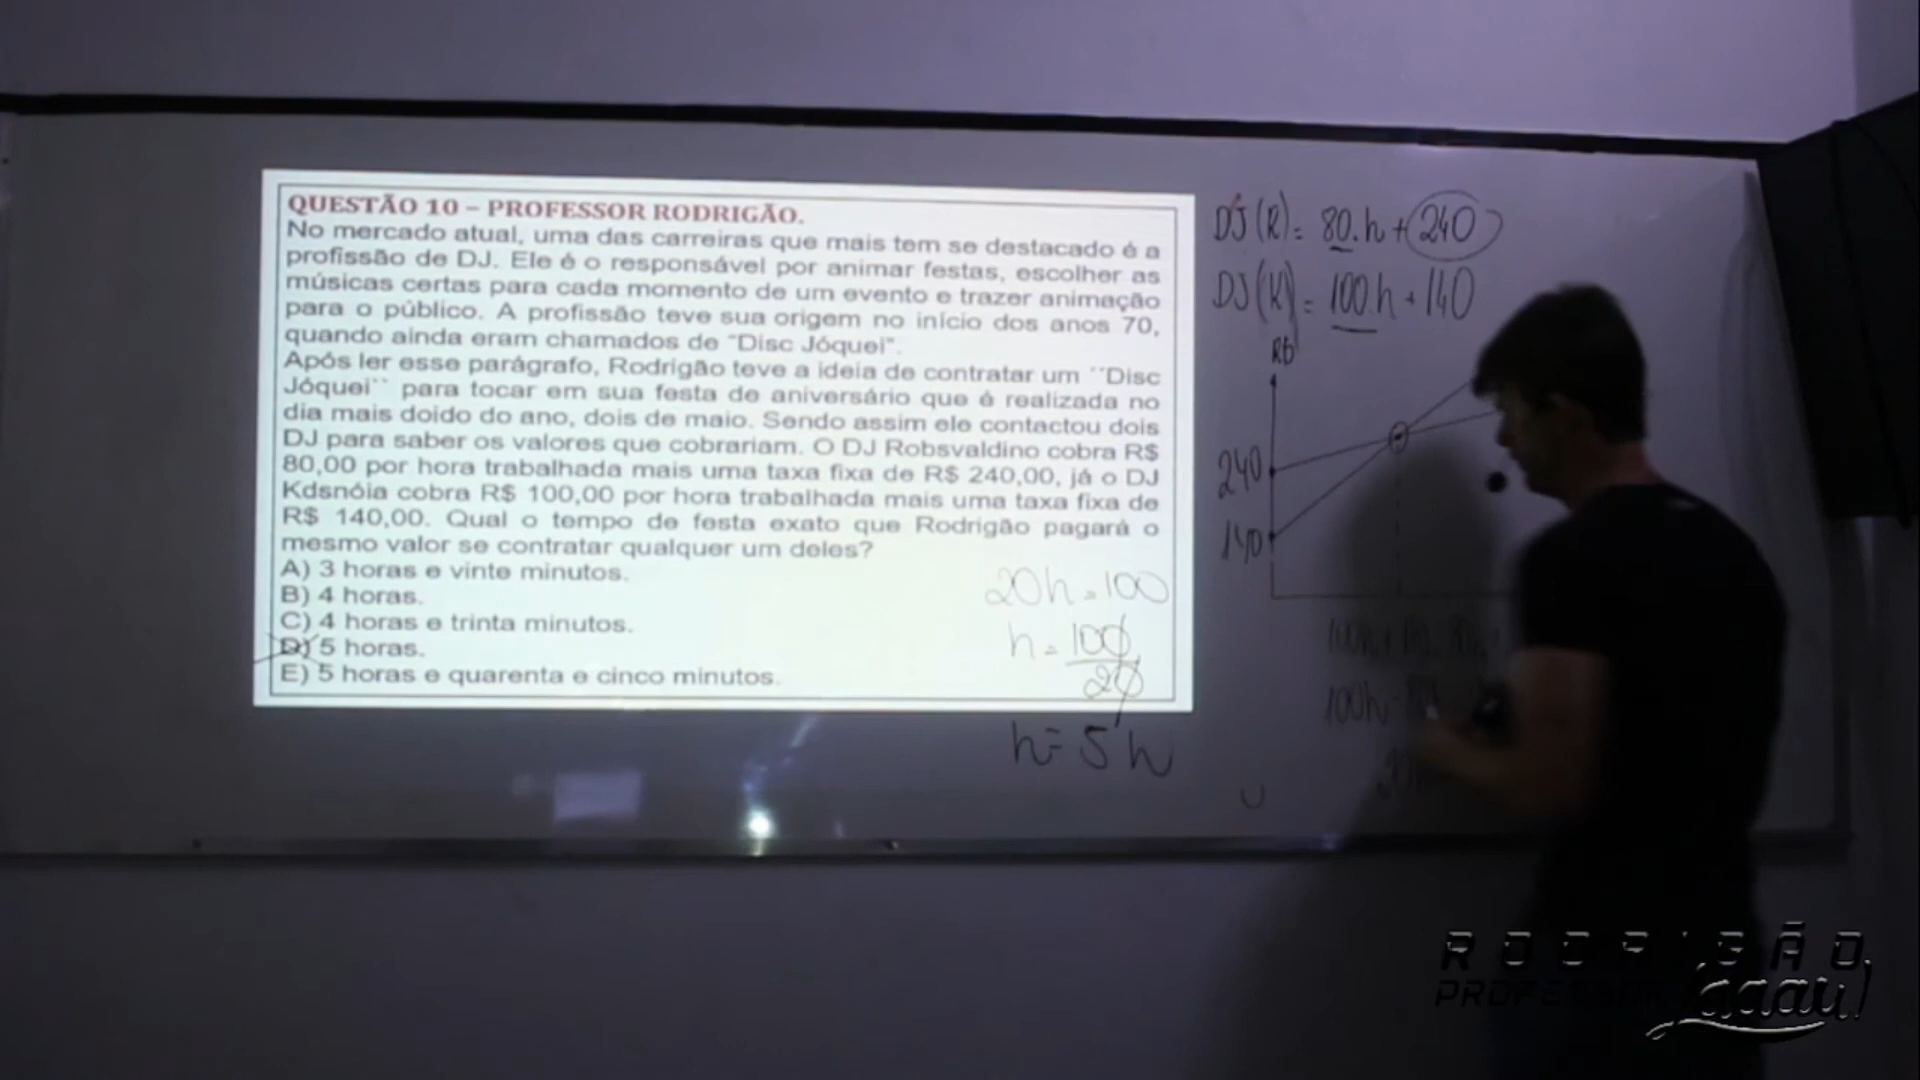 QUESTÃO 10 – PROFESSOR RODRIGÃO.
No mercado atual, uma das carreiras que mais tem se destacado é a
profissão de DJ. Ele é o responsável por animar festas, escolher as
músicas certas para cada momento de um evento e trazer animação
para o público. A profissão teve sua origem no início dos anos 70,
quando ainda eram chamados de "Disc Jóquei".
Após ler esse parágrafo, Rodrigão teve a ideia de contratar um ´´Disc
Jóquei`` para tocar em sua festa de aniversário que é realizada no
dia mais doido do ano, dois de maio. Sendo assim ele contactou dois
DJ para saber os valores que cobrariam. O DJ Robsvaldino cobra R$
80,00 por hora trabalhada mais uma taxa fixa de R$ 240,00, já o DJ
Kdsnóia cobra R$ 100,00 por hora trabalhada mais uma taxa fixa de
R$ 140,00. Qual o tempo de festa exato que Rodrigão pagará o
mesmo valor se contratar qualquer um deles?
A) 3 horas e vinte minutos.
B) 4 horas.
C) 4 horas e trinta minutos.
D) 5 horas.
E) 5 horas e quarenta e cinco minutos.
20h = 100
h = 100
20
h = 5 h
DJ (R) = 80.h + 240
DJ (K) = 100.h + 140
R$
240
140
100h
100h
RODRIGÃO
PROFESSOR